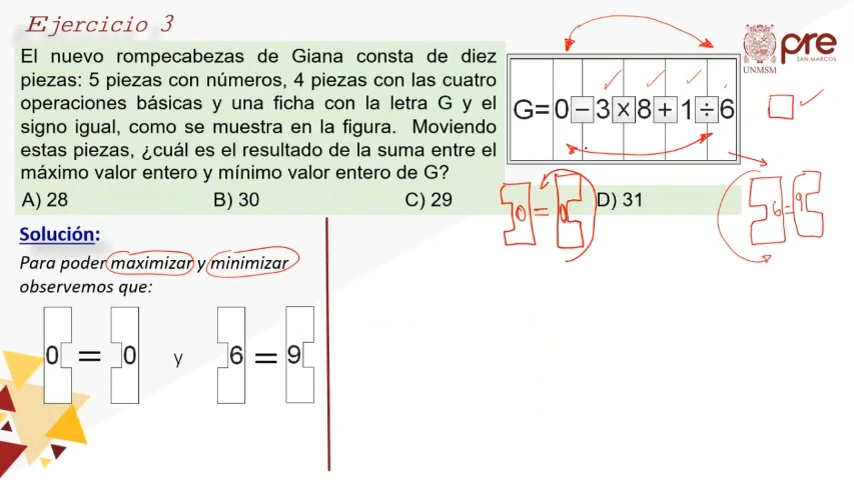 Ejercicio 3
El nuevo rompecabezas de Giana consta de diez
piezas: 5 piezas con números, 4 piezas con las cuatro
operaciones básicas y una ficha con la letra G y el
signo igual, como se muestra en la figura. Moviendo
estas piezas, ¿cuál es el resultado de la suma entre el
máximo valor entero y mínimo valor entero de G?
A) 28 B) 30 C) 29 D) 31
G=0−3×8+1÷6
UNMSM
pre
SAN MARCOS
0 = 0
6 = 9
Solución:
Para poder maximizar y minimizar
observemos que:
0 = 0 y 6 = 9